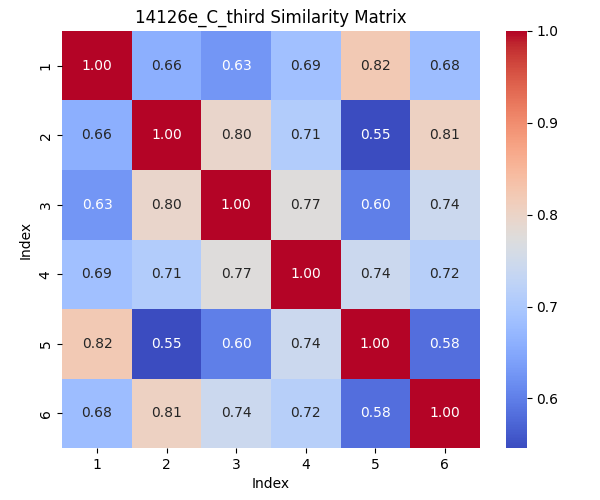 14126e_C_third Similarity Matrix
1 1.00 0.66 0.63 0.69 0.82 0.68
2 0.66 1.00 0.80 0.71 0.55 0.81
3 0.63 0.80 1.00 0.77 0.60 0.74
4 0.69 0.71 0.77 1.00 0.74 0.72
5 0.82 0.55 0.60 0.74 1.00 0.58
6 0.68 0.81 0.74 0.72 0.58 1.00
1 2 3 4 5 6
Index
Index
1.0
0.9
0.8
0.7
0.6